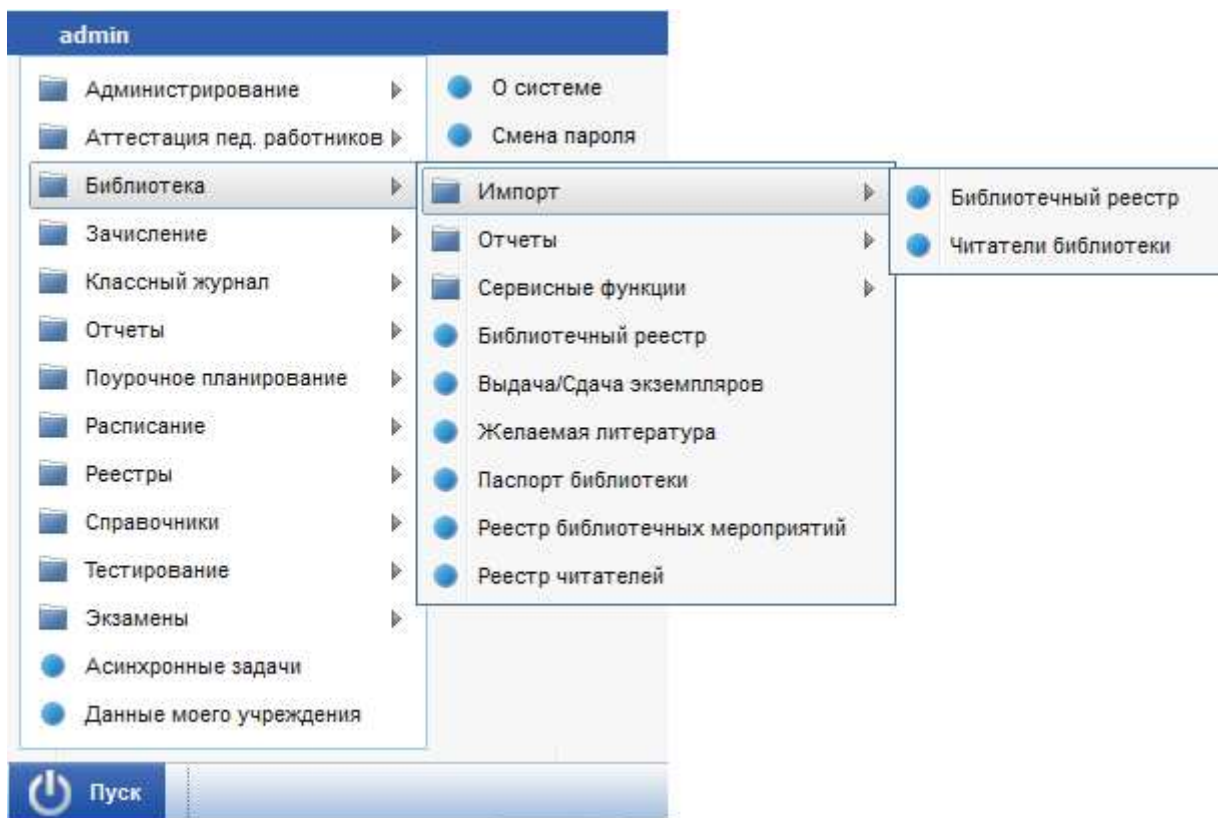 admin
Администрирование
Аттестация пед. работников
Библиотека
Зачисление
Классный журнал
Отчеты
Поурочное планирование
Расписание
Реестры
Справочники
Тестирование
Экзамены
Асинхронные задачи
Данные моего учреждения
О системе
Смена пароля
Импорт
Отчеты
Сервисные функции
Библиотечный реестр
Выдача/Сдача экземпляров
Желаемая литература
Паспорт библиотеки
Реестр библиотечных мероприятий
Реестр читателей
Библиотечный реестр
Читатели библиотеки
Пуск